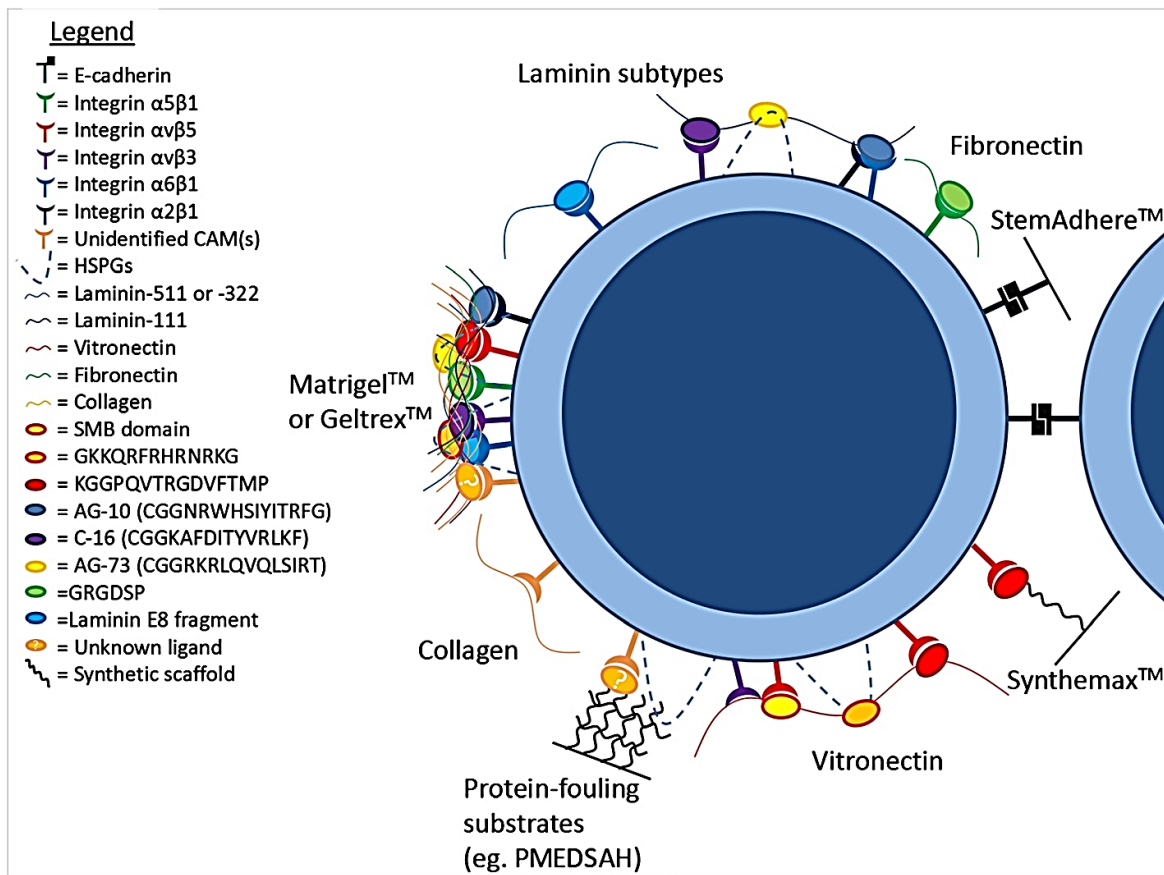 Legend
= E-cadherin
= Integrin α5β1
= Integrin αvβ5
= Integrin αvβ3
= Integrin α6β1
= Integrin α2β1
= Unidentified CAM(s)
= HSPGs
= Laminin-511 or -322
= Laminin-111
= Vitronectin
= Fibronectin
= Collagen
= SMB domain
= GKKQRFRHRNRKG
= KGGPQVTRGDVFTMP
= AG-10 (CGGNRWHSIYITRFG)
= C-16 (CGGKAFDITYVRLKF)
= AG-73 (CGGRKRLQVQLSIRT)
=GRGDSP
=Laminin E8 fragment
? = Unknown ligand
= Synthetic scaffold
Laminin subtypes
Fibronectin
StemAdhere™
Matrigel™
or Geltrex™
?
Collagen
?
Synthemax™
Vitronectin
Protein-fouling
substrates
(eg. PMEDSAH)